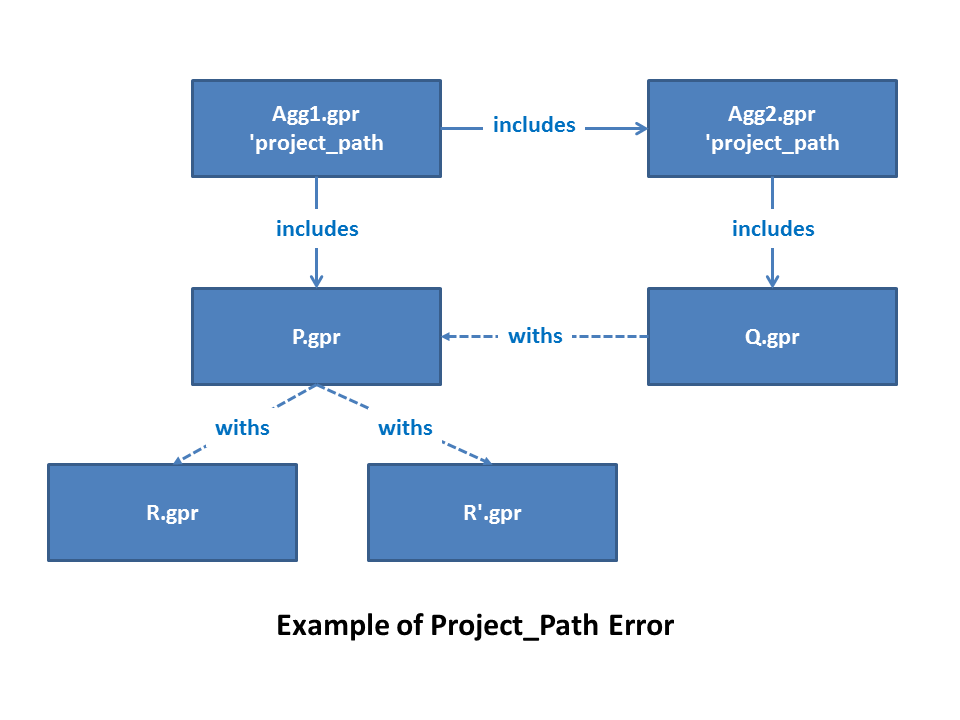 Agg1.gpr
'project_path
includes
Agg2.gpr
'project_path
includes
includes
P.gpr
withs
Q.gpr
withs
withs
R.gpr
R'.gpr
Example of Project_Path Error